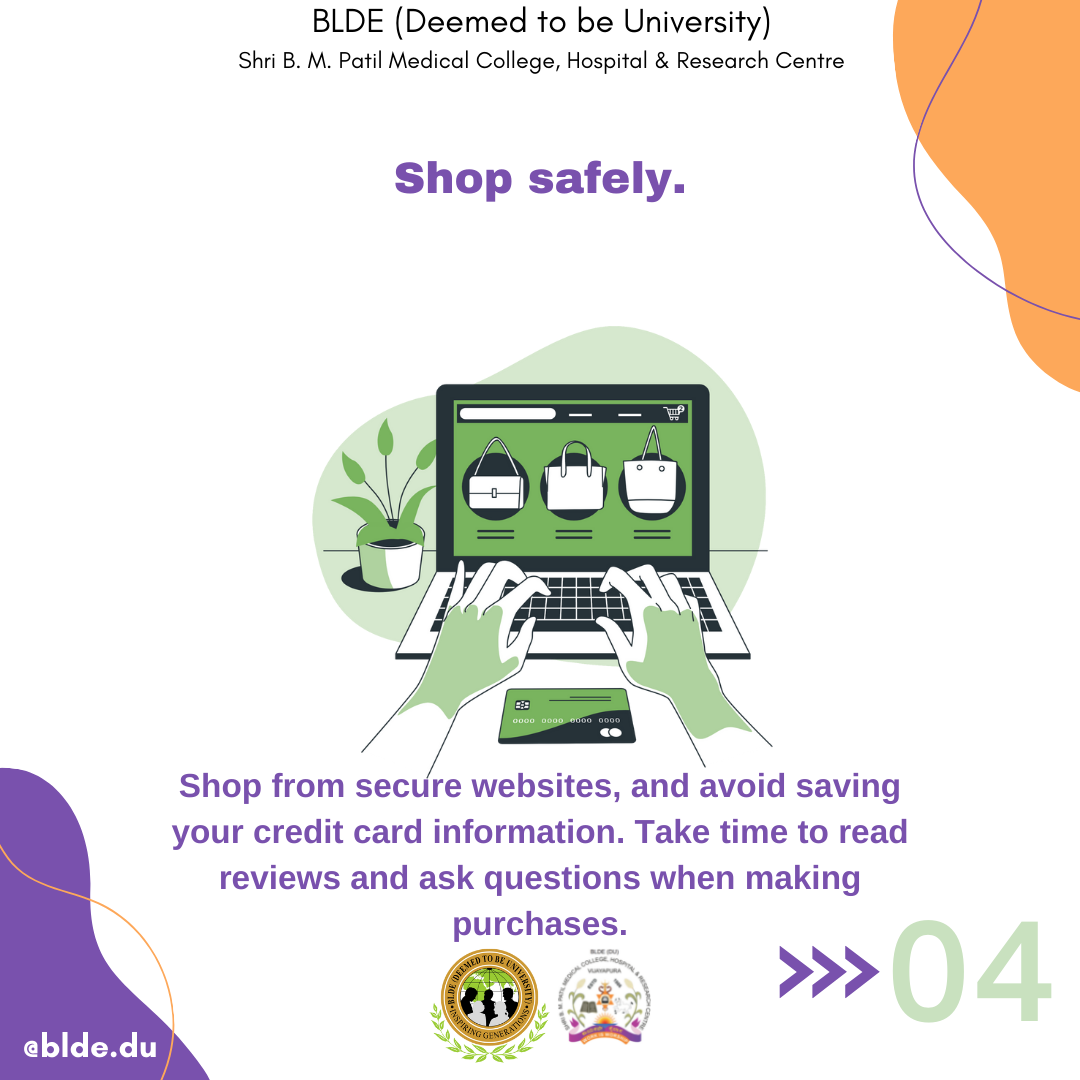 BLDE (Deemed to be University)
Shri B. M. Patil Medical College, Hospital & Research Centre
Shop safely.
2
0000 0000 0000 0000
Shop from secure websites, and avoid saving
your credit card information. Take time to read
reviews and ask questions when making
purchases.
BLDE (DEEMED TO BE UNIVERSITY)
INSPIRING GENERATIONS
BLDE (DU)
SHRI B. M. PATIL MEDICAL COLLEGE, HOSPITAL & RESEARCH CENTRE
VIJAYAPURA
04
@blde.du